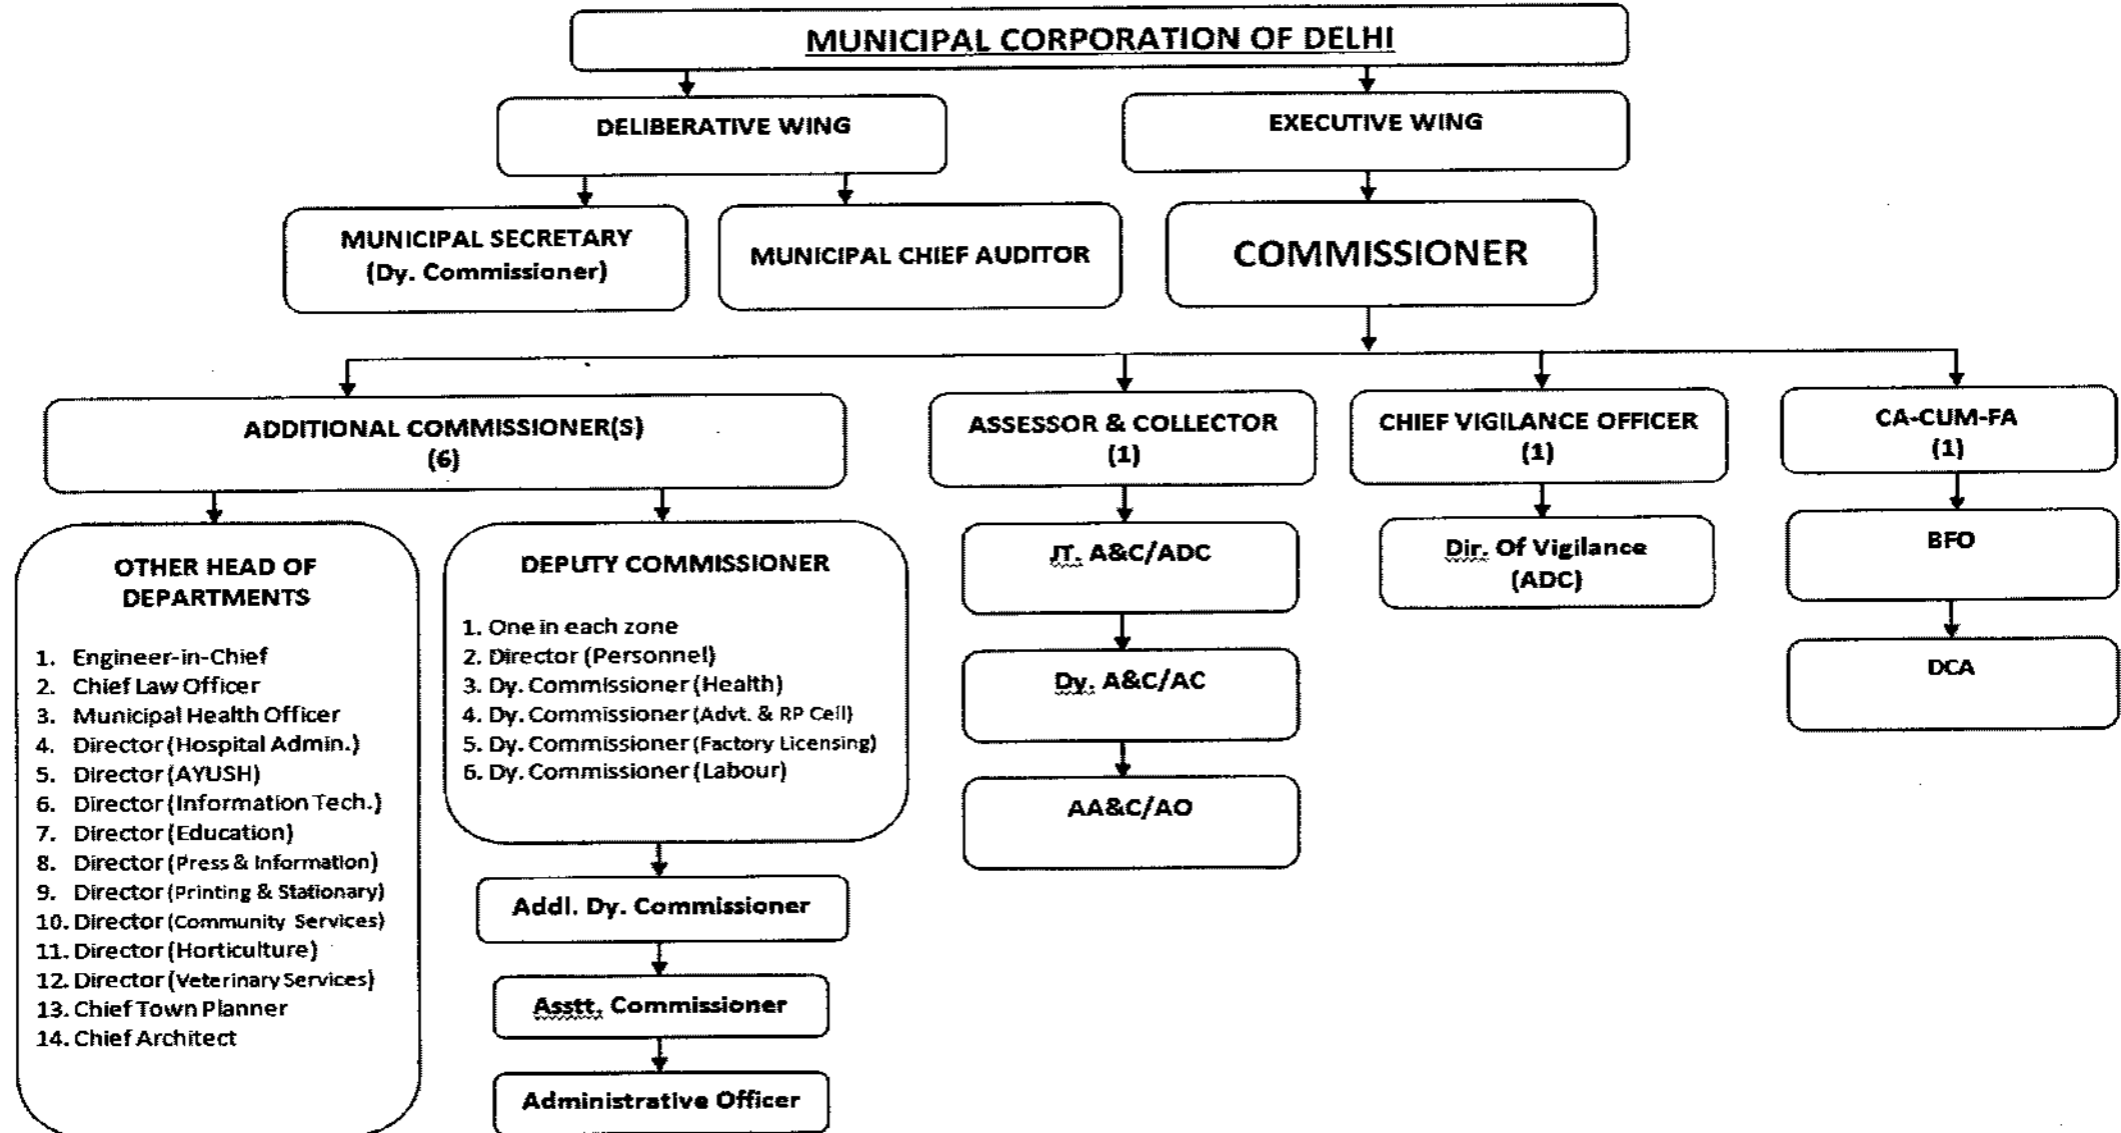 MUNICIPAL CORPORATION OF DELHI
DELIBERATIVE WING
EXECUTIVE WING
MUNICIPAL SECRETARY
(Dy. Commissioner)
MUNICIPAL CHIEF AUDITOR
COMMISSIONER
ADDITIONAL COMMISSIONER(S)
(6)
ASSESSOR & COLLECTOR
(1)
CHIEF VIGILANCE OFFICER
(1)
CA-CUM-FA
(1)
OTHER HEAD OF
DEPARTMENTS
1. Engineer-in-Chief
2. Chief Law Officer
3. Municipal Health Officer
4. Director (Hospital Admin.)
5. Director (AYUSH)
6. Director (Information Tech.)
7. Director (Education)
8. Director (Press & Information)
9. Director (Printing & Stationary)
10. Director (Community Services)
11. Director (Horticulture)
12. Director (Veterinary Services)
13. Chief Town Planner
14. Chief Architect
DEPUTY COMMISSIONER
1. One in each zone
2. Director (Personnel)
3. Dy. Commissioner (Health)
4. Dy. Commissioner (Advt. & RP Cell)
5. Dy. Commissioner (Factory Licensing)
6. Dy. Commissioner (Labour)
Addl. Dy. Commissioner
Asstt. Commissioner
Administrative Officer
JT. A&C/ADC
Dy. A&C/AC
AA&C/AO
Dir. Of Vigilance
(ADC)
BFO
DCA